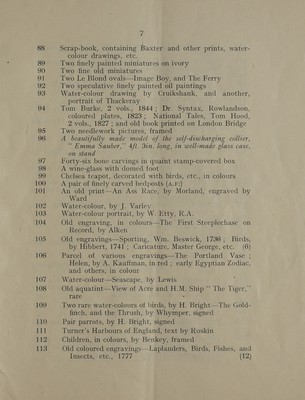 7
88 Scrap-book, containing Baxter and other prints, water-
colour drawings, etc.
89 Two finely painted miniatures on ivory
90 Two fine old miniatures
91 Two Le Blond ovals—Image Boy, and The Ferry
92 Two speculative finely painted oil paintings
93 Water-colour drawing by Cruikshank, and another,
portrait of Thackeray
94 Tom Burke, 2 vols., 1844; Dr. Syntax, Rowlandson,
coloured plates, 1823; National Tales, Tom Hood,
2 vols., 1827; and old book printed on London Bridge
95 Two needlework pictures, framed
96 A beautifully made model of the self-discharging collier,
"Emma Sauber," 4ft. 3in. long, in well-made glass case,
on stand
97 Forty-six bone carvings in quaint stamp-covered box
98 A wine-glass with domed foot
99 Chelsea teapot, decorated with birds, etc., in colours
100 A pair of finely carved bedposts (A.F.)
101 An old print—An Ass Race, by Morland, engraved by
Ward
102 Water-colour, by J. Varley
103 Water-colour portrait, by W. Etty, R.A.
104 Old engraving, in colours—The First Steeplechase on
Record, by Alken
105 Old engravings—Sporting, Wm. Beswick, 1736; Birds,
by Hibbert, 1741; Caricature, Master George, etc. (6)
106 Parcel of various engravings—The Portland Vase;
Helen, by A. Kauffman, in red; early Egyptian Zodiac,
and others, in colour
107 Water-colour—Seascape, by Lewis
108 Old aquatint—View of Acre and H.M. Ship "The Tiger,"
rare
109 Two rare water-colours of birds, by H. Bright—The Gold-
finch, and the Thrush, by Whymper, signed
110 Pair parrots, by H. Bright, signed
111 Turner's Harbours of England, text by Ruskin
112 Children, in colours, by Benkey, framed
113 Old coloured engravings—Laplanders, Birds, Fishes, and
Insects, etc., 1777 (12)